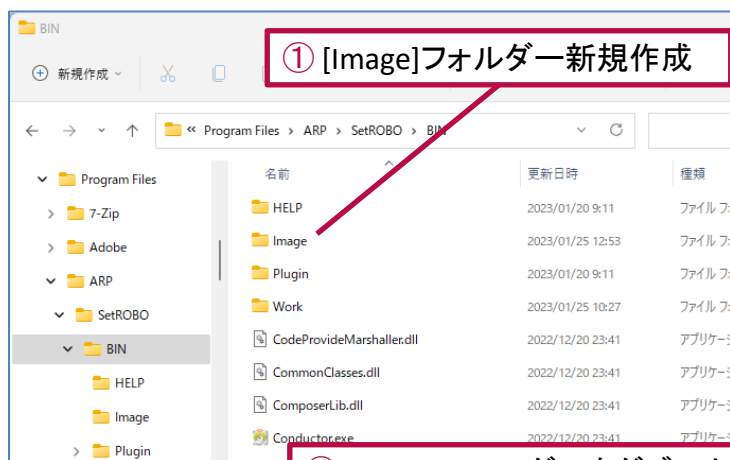 BIN
① [Image]フォルダー新規作成
新規作成
« Program Files › ARP › SetROBO › BIN
名前 更新日時 種類
Program Files
7-Zip
Adobe
ARP
SetROBO
BIN
HELP
Image
Plugin
HELP 2023/01/20 9:11 ファイル フ
Image 2023/01/25 12:53 ファイル フ
Plugin 2023/01/20 9:11 ファイル フ
Work 2023/01/25 10:27 ファイル フ
CodeProvideMarshaller.dll 2022/12/20 23:41 アプリケー
CommonClasses.dll 2022/12/20 23:41 アプリケー
ComposerLib.dll 2022/12/20 23:41 アプリケー
Conductor.exe 2022/12/20 23:41 アプリケー